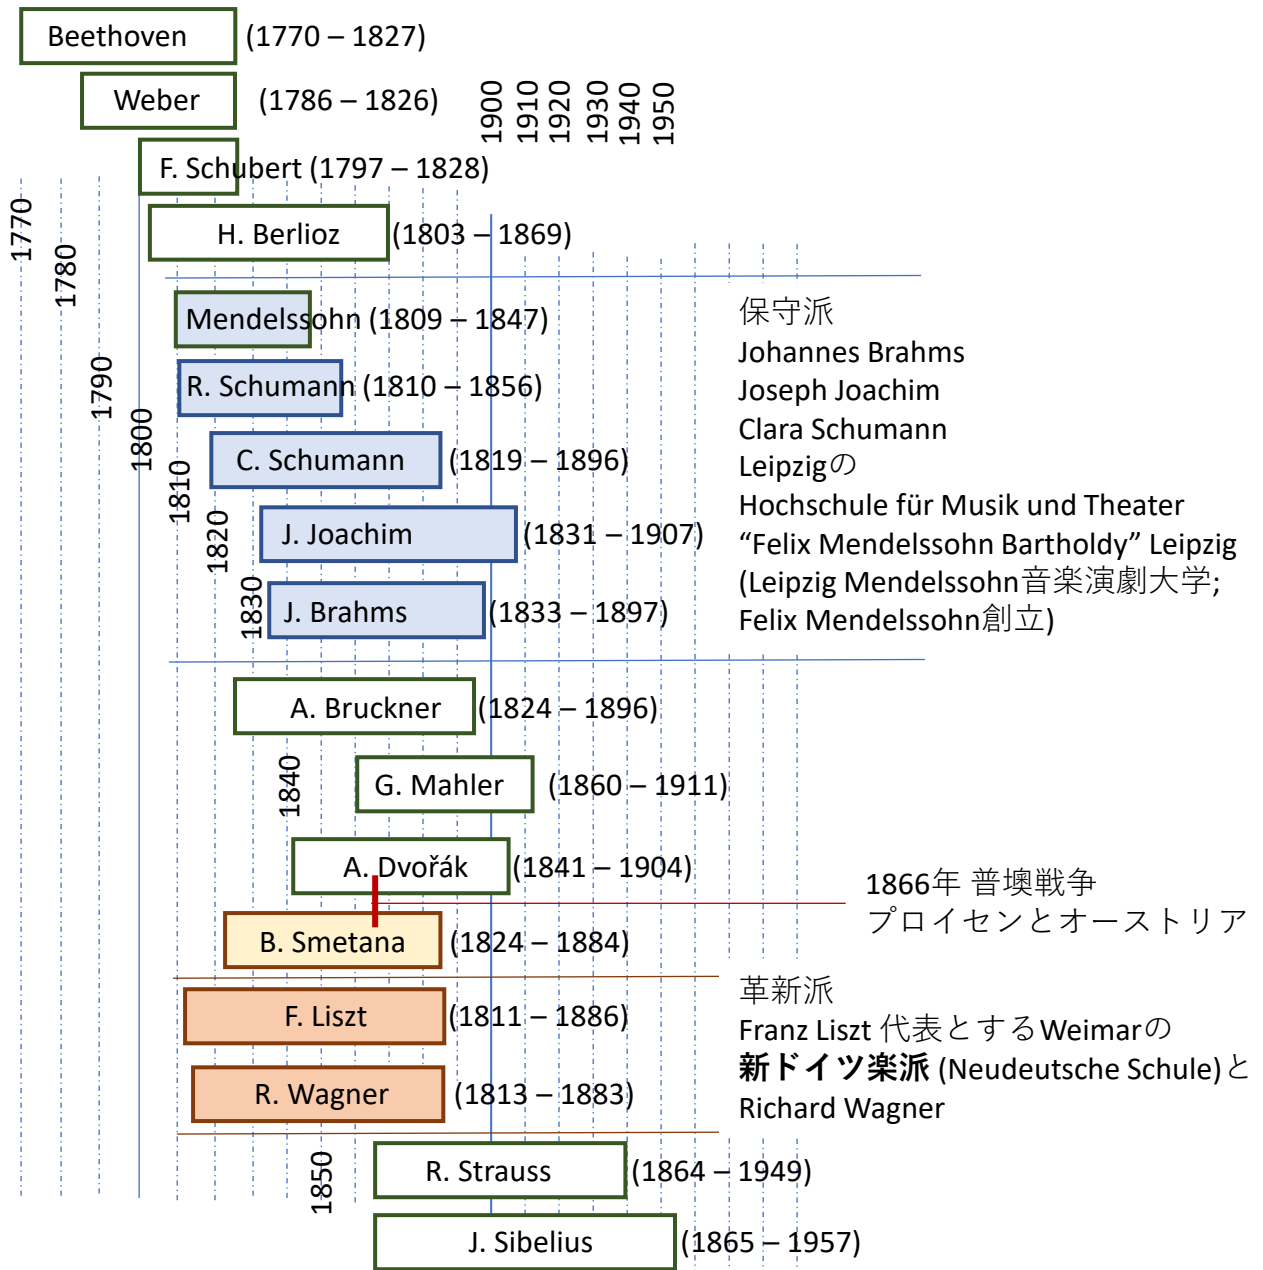 Beethoven (1770 – 1827)
Weber (1786 – 1826)
F. Schubert (1797 – 1828)
H. Berlioz (1803 – 1869)
1770
1780
1790
1800
1810
1820
1830
1840
1850
1900
1910
1920
1930
1940
1950
Mendelssohn (1809 – 1847)
R. Schumann (1810 – 1856)
C. Schumann (1819 – 1896)
J. Joachim (1831 – 1907)
J. Brahms (1833 – 1897)
保守派
Johannes Brahms
Joseph Joachim
Clara Schumann
Leipzigの
Hochschule für Musik und Theater
“Felix Mendelssohn Bartholdy” Leipzig
(Leipzig Mendelssohn音楽演劇大学;
Felix Mendelssohn創立)
A. Bruckner (1824 – 1896)
G. Mahler (1860 – 1911)
A. Dvořák (1841 – 1904)
1866年 普墺戦争
プロイセンとオーストリア
B. Smetana (1824 – 1884)
F. Liszt (1811 – 1886)
R. Wagner (1813 – 1883)
革新派
Franz Liszt 代表とするWeimarの
新ドイツ楽派 (Neudeutsche Schule)と
Richard Wagner
R. Strauss (1864 – 1949)
J. Sibelius (1865 – 1957)